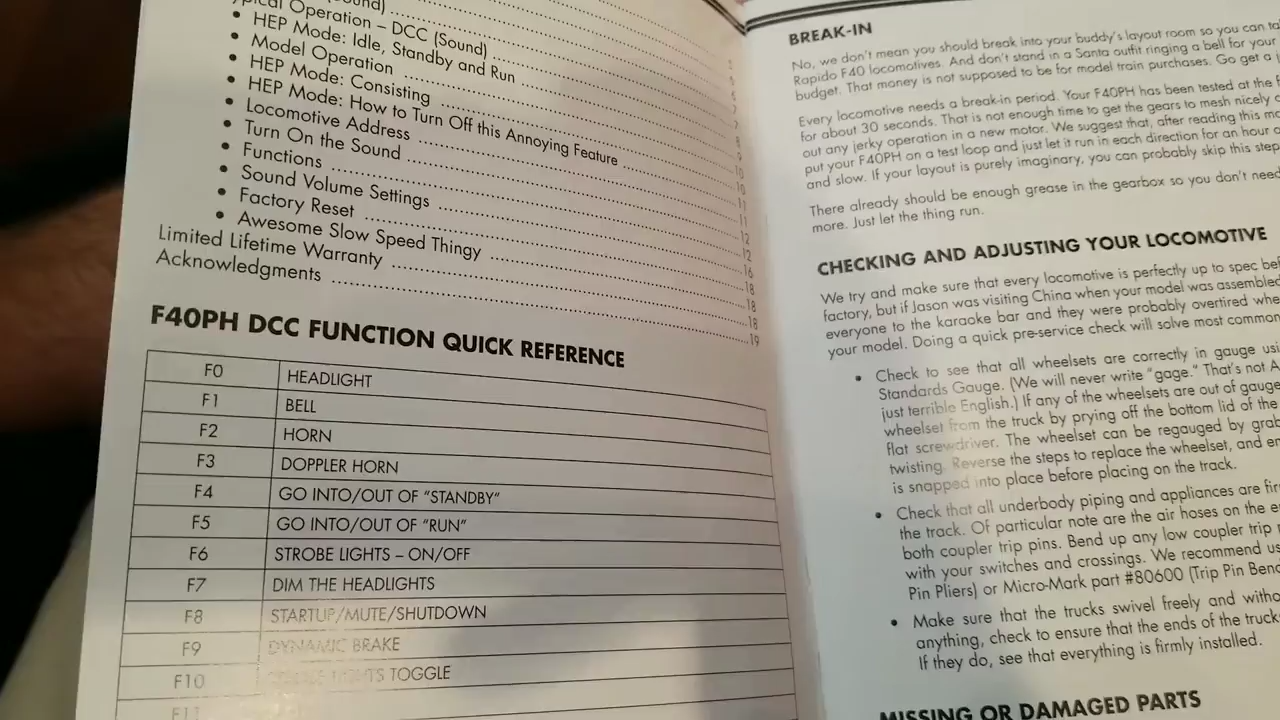 Operation – DCC (Sound)
• HEP Mode: Idle, Standby and Run
• Model Operation
• HEP Mode: Consisting
• HEP Mode: How to Turn Off this Annoying Feature
• Locomotive Address
• Turn On the Sound
• Functions
• Sound Volume Settings
• Factory Reset
• Awesome Slow Speed Thingy
Limited Lifetime Warranty
Acknowledgments 19
F40PH DCC FUNCTION QUICK REFERENCE
F0 HEADLIGHT
F1 BELL
F2 HORN
F3 DOPPLER HORN
F4 GO INTO/OUT OF "STANDBY"
F5 GO INTO/OUT OF "RUN"
F6 STROBE LIGHTS – ON/OFF
F7 DIM THE HEADLIGHTS
F8 STARTUP/MUTE/SHUTDOWN
F9 DYNAMIC BRAKE
F10 LIGHTS TOGGLE
F11
BREAK-IN
No, we don't mean you should break into your buddy's layout room so you can
Rapido F40 locomotives. And don't stand in a Santa outfit ringing a bell for your
budget. That money is not supposed to be for model train purchases. Go get a
Every locomotive needs a break-in period. Your F40PH has been tested at the
for about 30 seconds. That is not enough time to get the gears to mesh nicely
out any jerky operation in a new motor. We suggest that, after reading this
put your F40PH on a test loop and just let it run in each direction for an hour
and slow. If your layout is purely imaginary, you can probably skip this step
There already should be enough grease in the gearbox so you don't need
more. Just let the thing run.
CHECKING AND ADJUSTING YOUR LOCOMOTIVE
We try and make sure that every locomotive is perfectly up to spec
factory, but if Jason was visiting China when your model was assembled
everyone to the karaoke bar and they were probably overtired
your model. Doing a quick pre-service check will solve most common
• Check to see that all wheelsets are correctly in gauge
Standards Gauge. (We will never write "gage." That's not
just terrible English.) If any of the wheelsets are out of gauge
wheelset from the truck by prying off the bottom lid of the
flat screwdriver. The wheelset can be regauged by
twisting. Reverse the steps to replace the wheelset, and
is snapped into place before placing on the track.
• Check that all underbody piping and appliances are
the track. Of particular note are the air hoses on the
both coupler trip pins. Bend up any low coupler trip
with your switches and crossings. We recommend
Pin Pliers) or Micro-Mark part #80600 (Trip Pin
• Make sure that the trucks swivel freely and
anything, check to ensure that the ends of the
If they do, see that everything is firmly installed.
MISSING OR DAMAGED PARTS